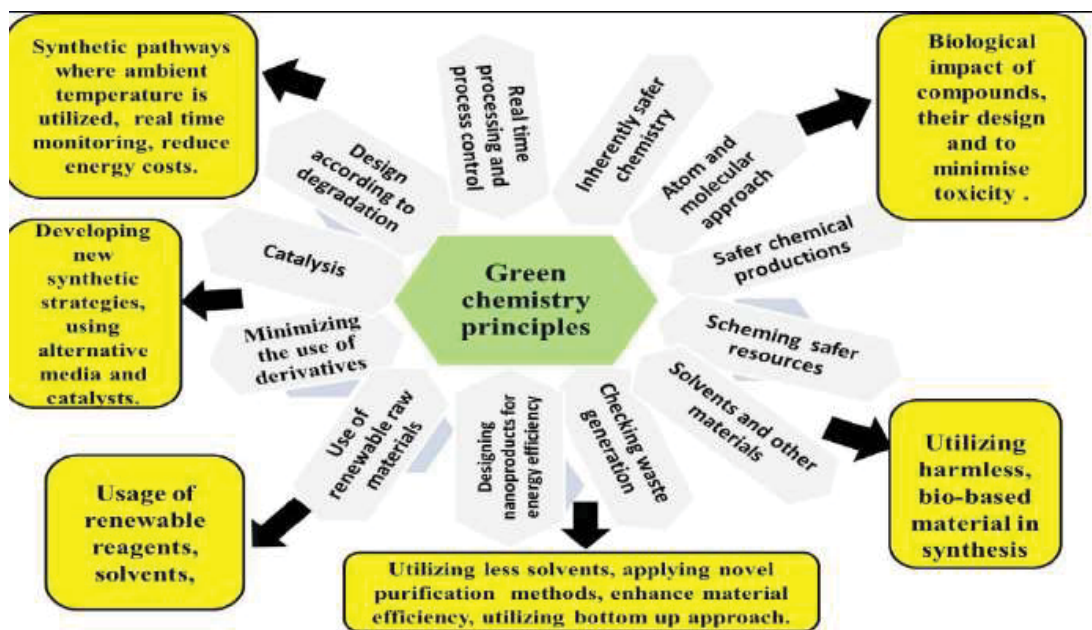 Synthetic pathways
where ambient
temperature is
utilized, real time
monitoring, reduce
energy costs.
Real time
processing and
process control
Inherently safer
chemistry
Biological
impact of
compounds,
their design
and to
minimise
toxicity .
Design
according to
degradation
Atom and
molecular
approach
Developing
new
synthetic
strategies,
using
alternative
media and
catalysts.
Catalysis
Green
chemistry
principles
Safer chemical
productions
Minimizing
the use of
derivatives
Scheming safer
resources
Use of
renewable raw
materials
Designing
nanoproducts for
energy efficiency
Checking waste
generation
Solvents and other
materials
Usage of
renewable
reagents,
solvents,
Utilizing less solvents, applying novel
purification methods, enhance material
efficiency, utilizing bottom up approach.
Utilizing
harmless,
bio-based
material in
synthesis